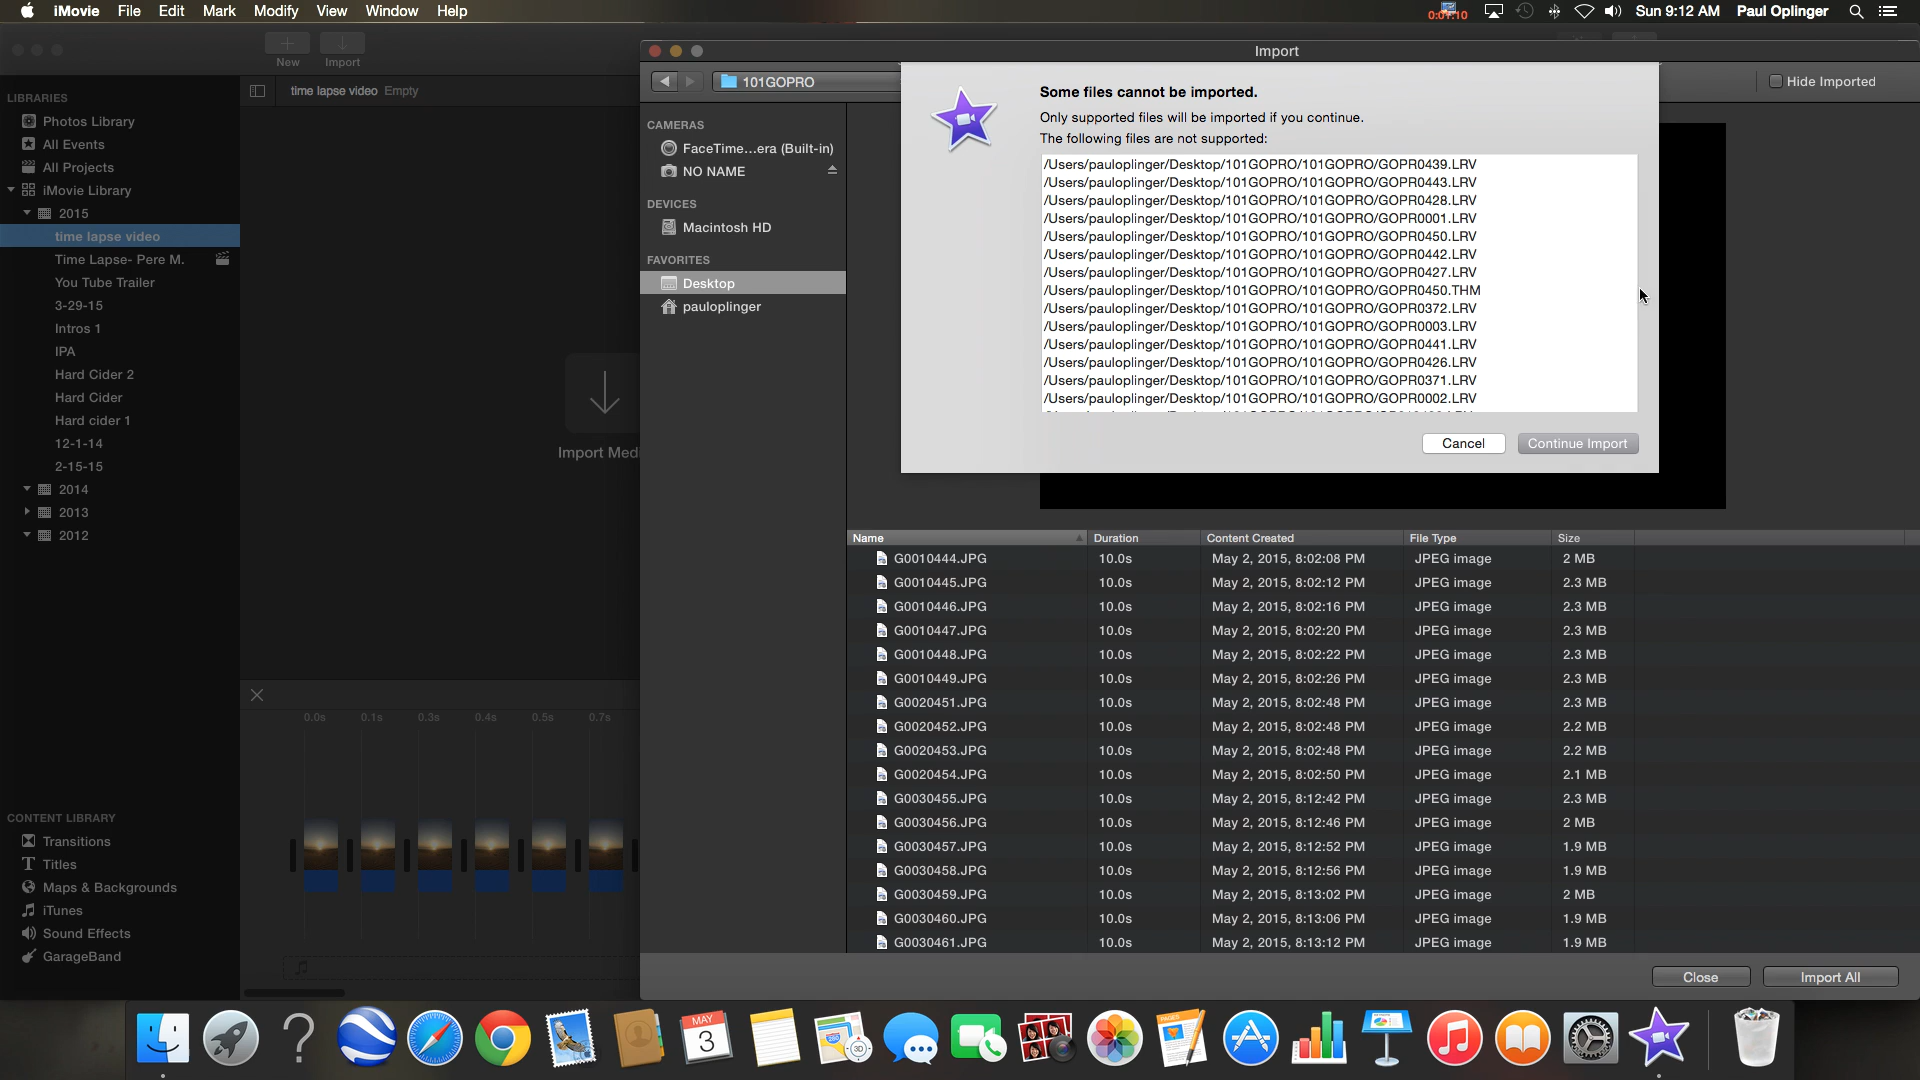 iMovie File Edit Mark Modify View Window Help
0:01:10 Sun 9:12 AM Paul Oplinger
New Import
Import
LIBRARIES
Photos Library
All Events
All Projects
iMovie Library
2015
time lapse video
Time Lapse- Pere M.
You Tube Trailer
3-29-15
Intros 1
IPA
Hard Cider 2
Hard Cider
Hard cider 1
12-1-14
2-15-15
2014
2013
2012
CONTENT LIBRARY
Transitions
Titles
Maps & Backgrounds
iTunes
Sound Effects
GarageBand
time lapse video Empty
Import Medi
0.0s 0.1s 0.3s 0.4s 0.5s 0.7s
101GOPRO
Hide Imported
CAMERAS
FaceTime...era (Built-in)
NO NAME
DEVICES
Macintosh HD
FAVORITES
Desktop
pauloplinger
Some files cannot be imported.
Only supported files will be imported if you continue.
The following files are not supported:
/Users/pauloplinger/Desktop/101GOPRO/101GOPRO/GOPR0439.LRV
/Users/pauloplinger/Desktop/101GOPRO/101GOPRO/GOPR0443.LRV
/Users/pauloplinger/Desktop/101GOPRO/101GOPRO/GOPR0428.LRV
/Users/pauloplinger/Desktop/101GOPRO/101GOPRO/GOPR0001.LRV
/Users/pauloplinger/Desktop/101GOPRO/101GOPRO/GOPR0450.LRV
/Users/pauloplinger/Desktop/101GOPRO/101GOPRO/GOPR0442.LRV
/Users/pauloplinger/Desktop/101GOPRO/101GOPRO/GOPR0427.LRV
/Users/pauloplinger/Desktop/101GOPRO/101GOPRO/GOPR0450.THM
/Users/pauloplinger/Desktop/101GOPRO/101GOPRO/GOPR0372.LRV
/Users/pauloplinger/Desktop/101GOPRO/101GOPRO/GOPR0003.LRV
/Users/pauloplinger/Desktop/101GOPRO/101GOPRO/GOPR0441.LRV
/Users/pauloplinger/Desktop/101GOPRO/101GOPRO/GOPR0426.LRV
/Users/pauloplinger/Desktop/101GOPRO/101GOPRO/GOPR0371.LRV
/Users/pauloplinger/Desktop/101GOPRO/101GOPRO/GOPR0002.LRV
Cancel Continue Import
Name Duration Content Created File Type Size
G0010444.JPG 10.0s May 2, 2015, 8:02:08 PM JPEG image 2 MB
G0010445.JPG 10.0s May 2, 2015, 8:02:12 PM JPEG image 2.3 MB
G0010446.JPG 10.0s May 2, 2015, 8:02:16 PM JPEG image 2.3 MB
G0010447.JPG 10.0s May 2, 2015, 8:02:20 PM JPEG image 2.3 MB
G0010448.JPG 10.0s May 2, 2015, 8:02:22 PM JPEG image 2.3 MB
G0010449.JPG 10.0s May 2, 2015, 8:02:26 PM JPEG image 2.3 MB
G0020451.JPG 10.0s May 2, 2015, 8:02:48 PM JPEG image 2.3 MB
G0020452.JPG 10.0s May 2, 2015, 8:02:48 PM JPEG image 2.2 MB
G0020453.JPG 10.0s May 2, 2015, 8:02:48 PM JPEG image 2.2 MB
G0020454.JPG 10.0s May 2, 2015, 8:02:50 PM JPEG image 2.1 MB
G0030455.JPG 10.0s May 2, 2015, 8:12:42 PM JPEG image 2.3 MB
G0030456.JPG 10.0s May 2, 2015, 8:12:46 PM JPEG image 2 MB
G0030457.JPG 10.0s May 2, 2015, 8:12:52 PM JPEG image 1.9 MB
G0030458.JPG 10.0s May 2, 2015, 8:12:56 PM JPEG image 1.9 MB
G0030459.JPG 10.0s May 2, 2015, 8:13:02 PM JPEG image 2 MB
G0030460.JPG 10.0s May 2, 2015, 8:13:06 PM JPEG image 1.9 MB
G0030461.JPG 10.0s May 2, 2015, 8:13:12 PM JPEG image 1.9 MB
Close Import All
MAY
3
PAGES
280
3D